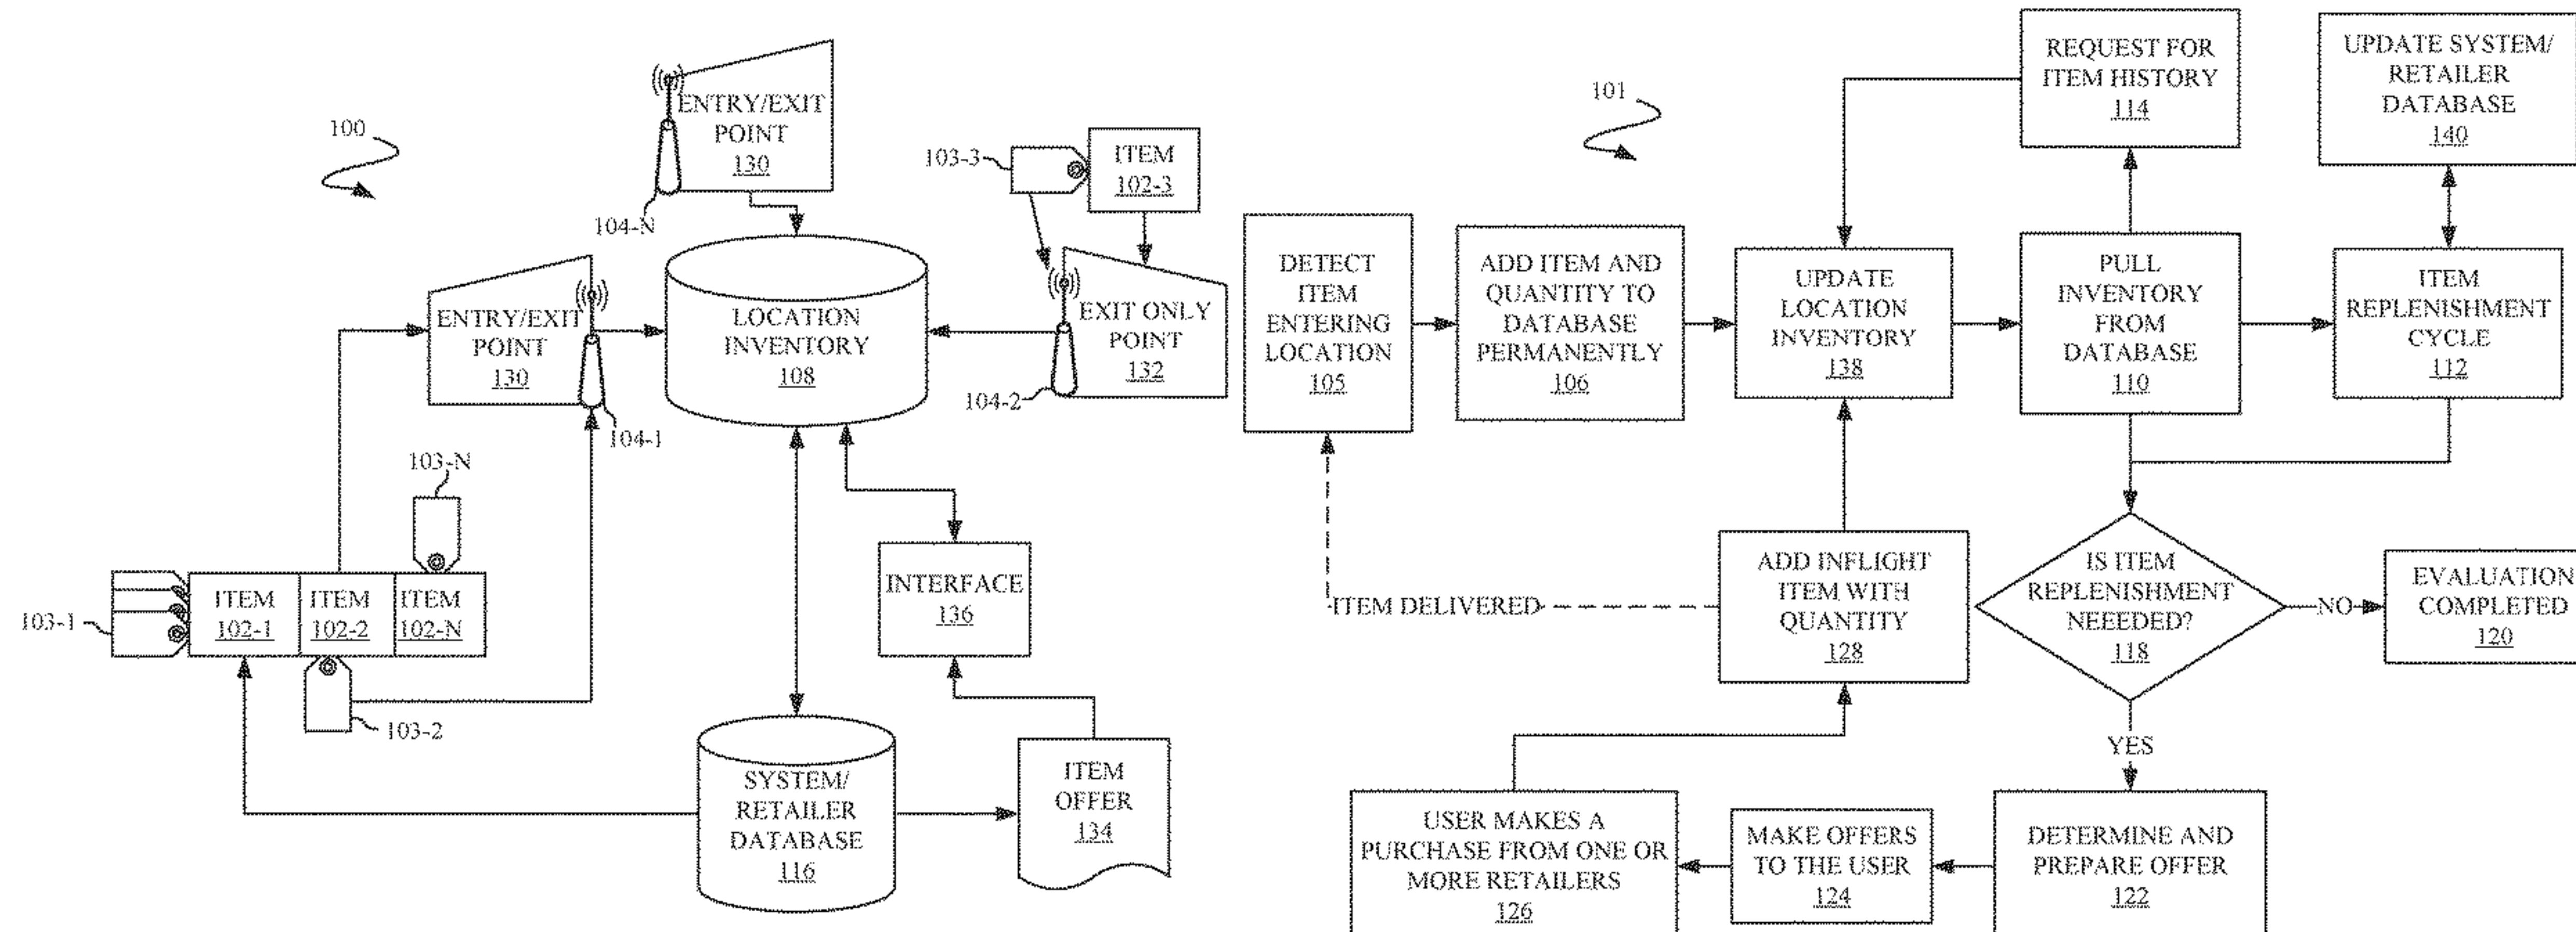 100
ENTRY/EXIT
POINT
130
104-N
103-3
ITEM
102-3
ENTRY/EXIT
POINT
130
104-1
LOCATION
INVENTORY
108
EXIT ONLY
POINT
132
104-2
103-N
103-1
ITEM
102-1
ITEM
102-2
ITEM
102-N
103-2
INTERFACE
136
SYSTEM/
RETAILER
DATABASE
116
ITEM
OFFER
134
101
REQUEST FOR
ITEM HISTORY
114
UPDATE SYSTEM/
RETAILER
DATABASE
140
DETECT
ITEM
ENTERING
LOCATION
105
ADD ITEM AND
QUANTITY TO
DATABASE
PERMANENTLY
106
UPDATE
LOCATION
INVENTORY
138
PULL
INVENTORY
FROM
DATABASE
110
ITEM
REPLENISHMENT
CYCLE
112
ITEM DELIVERED
ADD INFLIGHT
ITEM WITH
QUANTITY
128
IS ITEM
REPLENISHMENT
NEEEDED?
118
NO
EVALUATION
COMPLETED
120
YES
USER MAKES A
PURCHASE FROM ONE OR
MORE RETAILERS
126
MAKE OFFERS
TO THE USER
124
DETERMINE AND
PREPARE OFFER
122